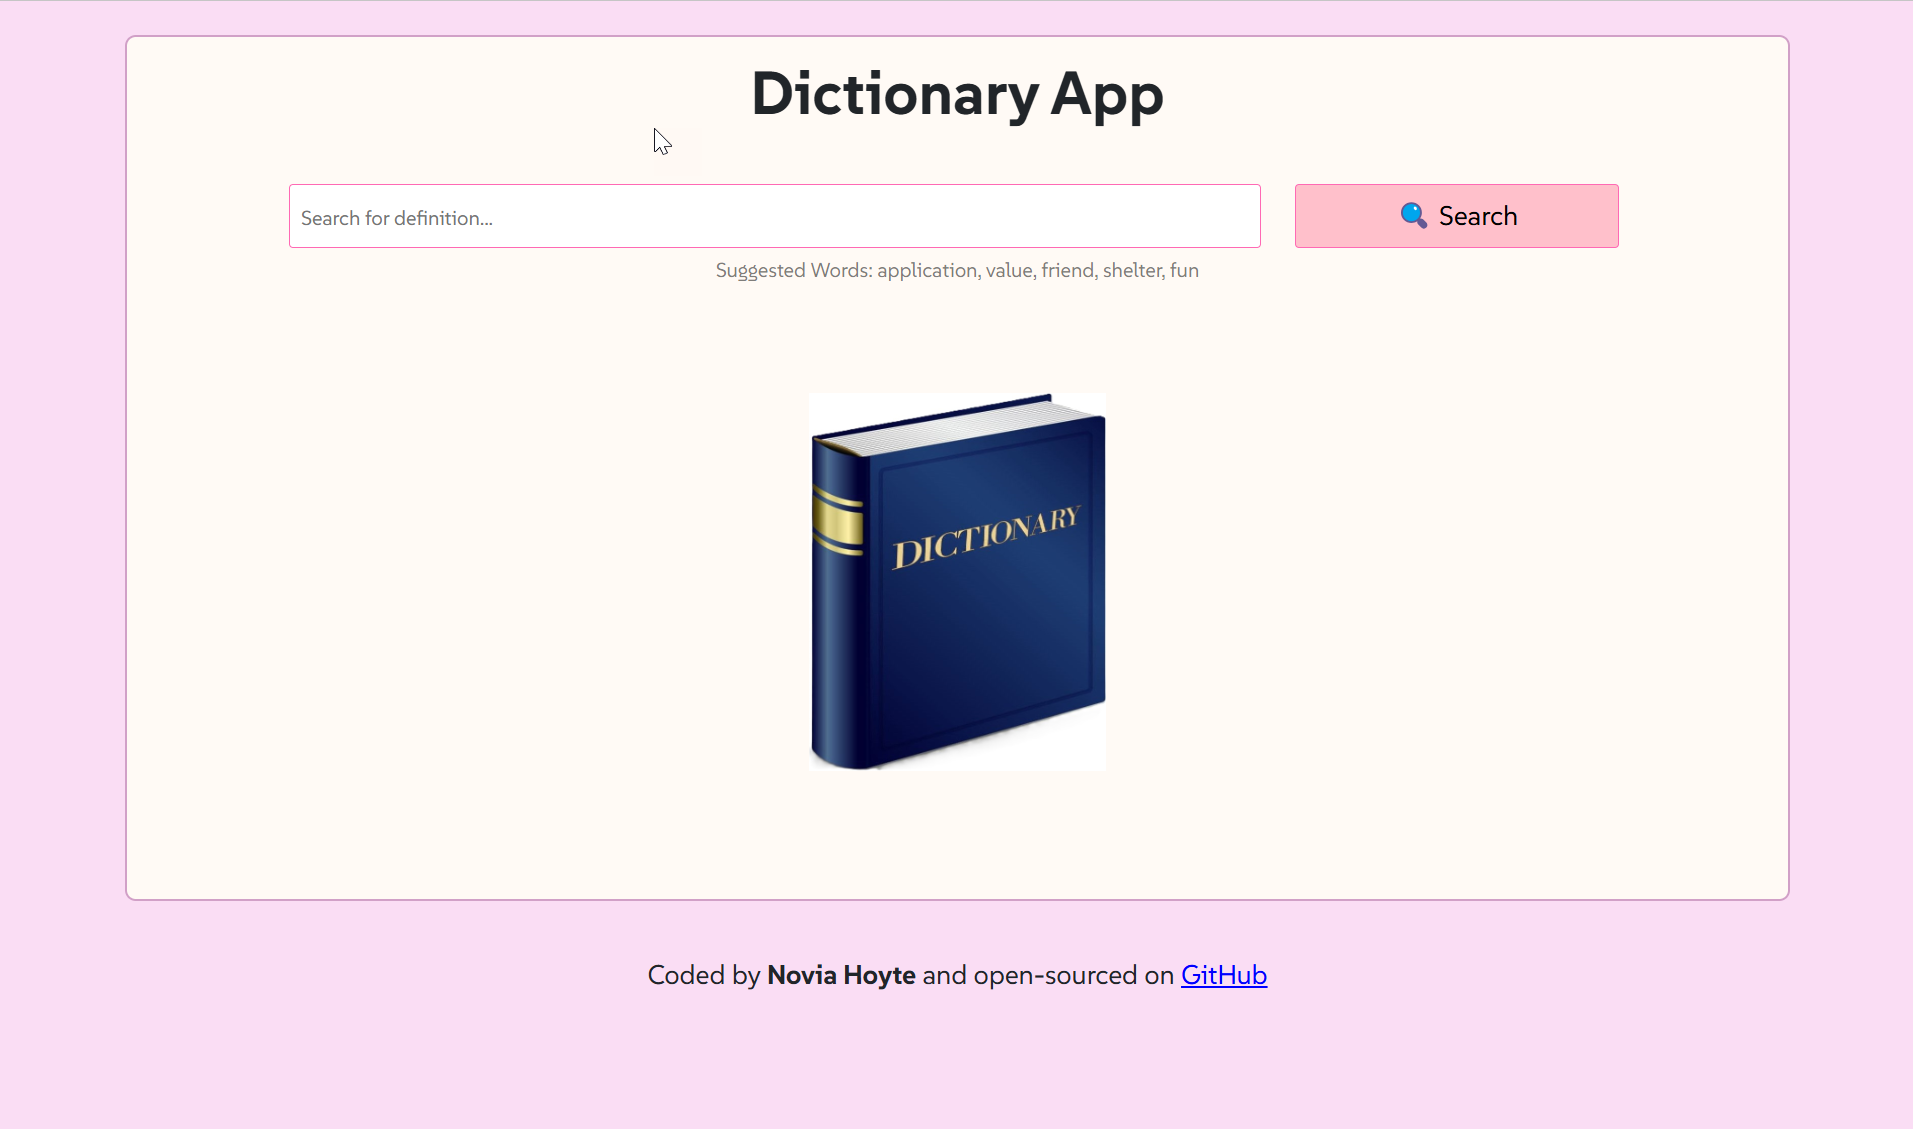 Dictionary App
Search for definition...
🔍 Search
Suggested Words: application, value, friend, shelter, fun
DICTIONARY
Coded by Novia Hoyte and open-sourced on GitHub